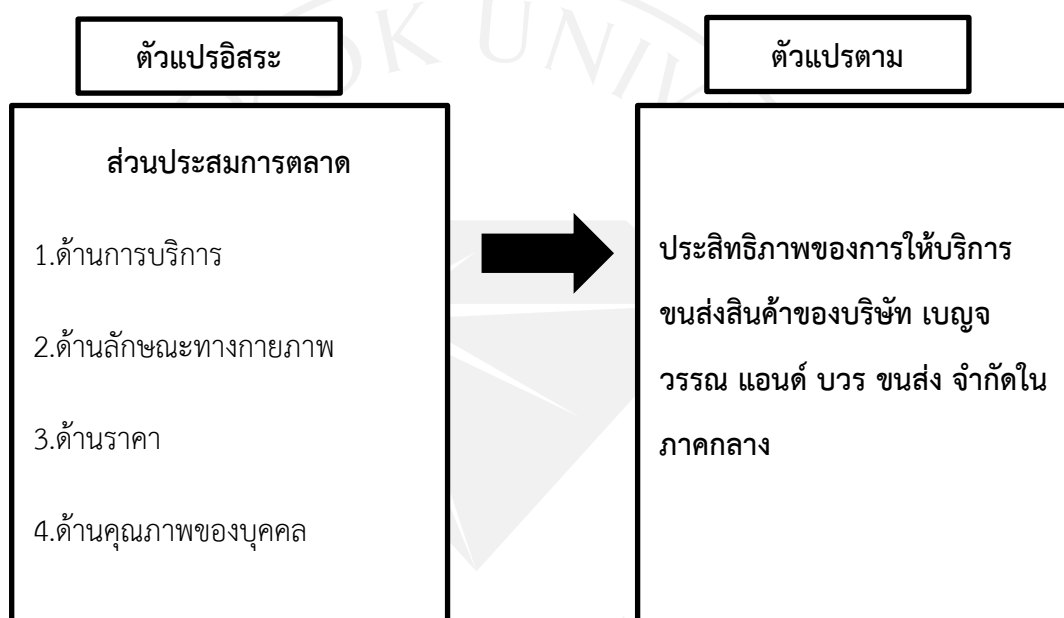 ตัวแปรอิสระ
ส่วนประสมการตลาด
1.ด้านการบริการ
2.ด้านลักษณะทางกายภาพ
3.ด้านราคา
4.ด้านคุณภาพของบุคคล
ตัวแปรตาม
ประสิทธิภาพของการให้บริการ
ขนส่งสินค้าของบริษัท เบญจ
วรรณ แอนด์ บวร ขนส่ง จำกัดใน
ภาคกลาง